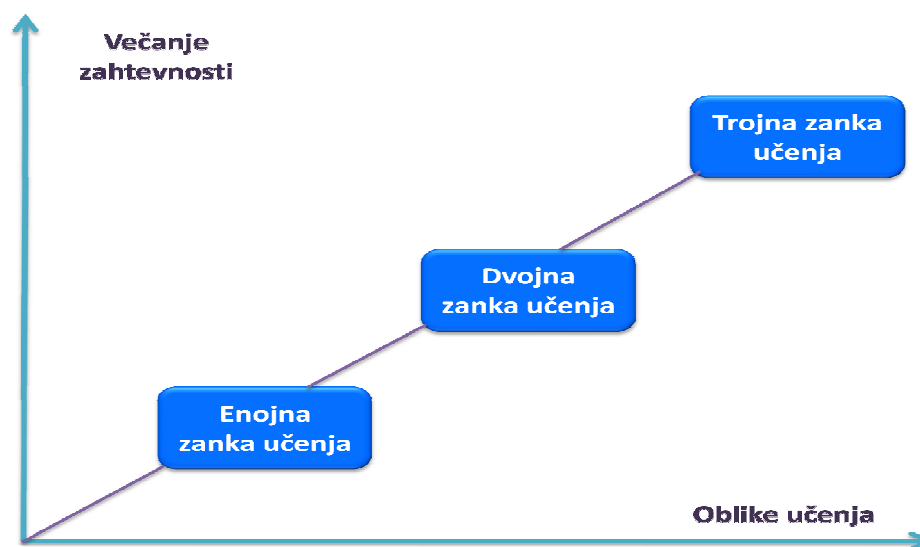 Večanje
zahtevnosti
Trojna zanka
učenja
Dvojna
zanka učenja
Enojna
zanka učenja
Oblike učenja